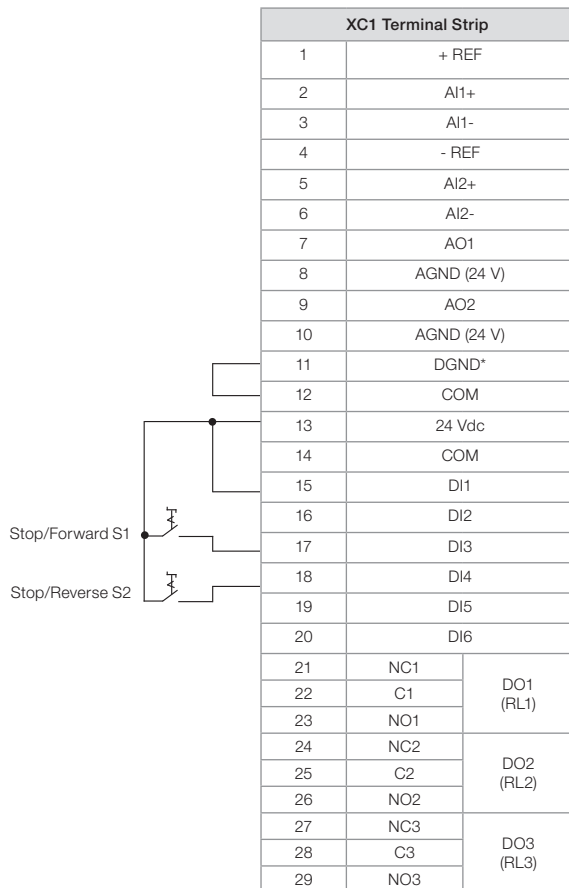 XC1 Terminal Strip
1 + REF
2 AI1+
3 AI1-
4 - REF
5 AI2+
6 AI2-
7 AO1
8 AGND (24 V)
9 AO2
10 AGND (24 V)
11 DGND*
12 COM
13 24 Vdc
14 COM
15 DI1
16 DI2
Stop/Forward S1
17 DI3
18 DI4
Stop/Reverse S2
19 DI5
20 DI6
21 NC1
22 C1
23 NO1
DO1
(RL1)
24 NC2
25 C2
26 NO2
DO2
(RL2)
27 NC3
28 C3
29 NO3
DO3
(RL3)